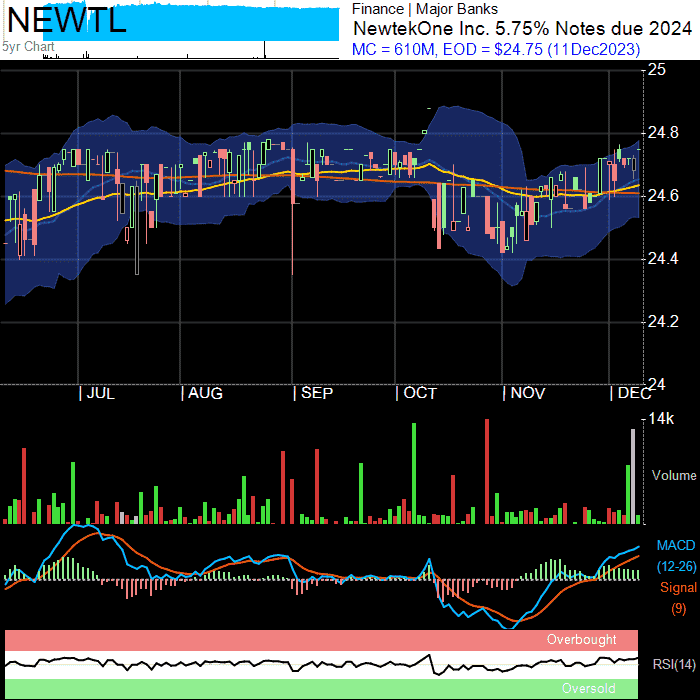 NEWTL
5yr Chart
Finance | Major Banks
NewtekOne Inc. 5.75% Notes due 2024
MC = 610M, EOD = $24.75 (11Dec2023)
25
24.8
24.6
24.4
24.2
24
| JUL | AUG | SEP | OCT | NOV | DEC
14k
Volume
MACD
(12-26)
Signal
(9)
Overbought
RSI(14)
Oversold